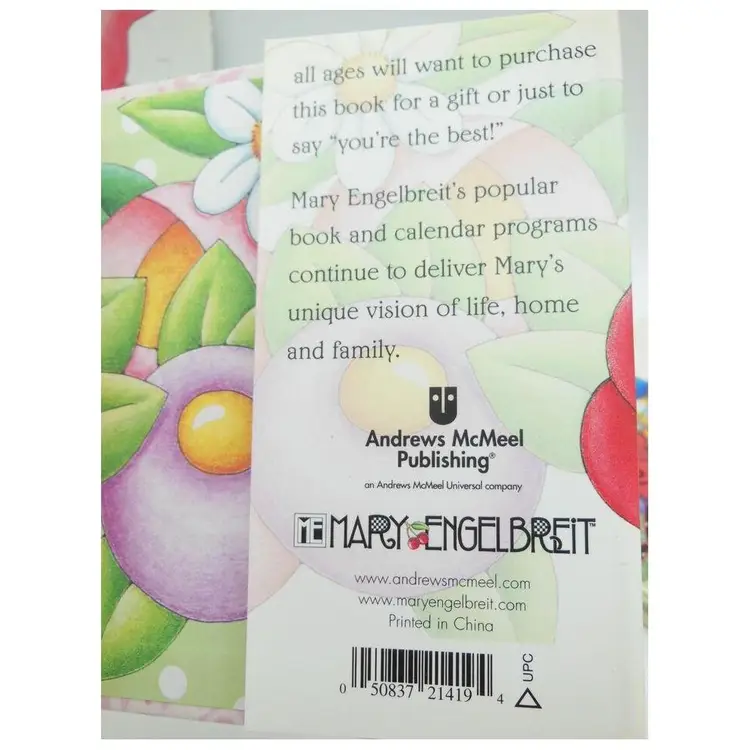 all ages will want to purchase
this book for a gift or just to
say "you're the best!"
Mary Engelbreit's popular
book and calendar programs
continue to deliver Mary's
unique vision of life, home
and family.
Andrews McMeel
Publishing®
an Andrews McMeel Universal company
ME MARY ENGELBREIT™
www.andrewsmcmeel.com
www.maryengelbreit.com
Printed in China
0 50837 21419 4
UPC